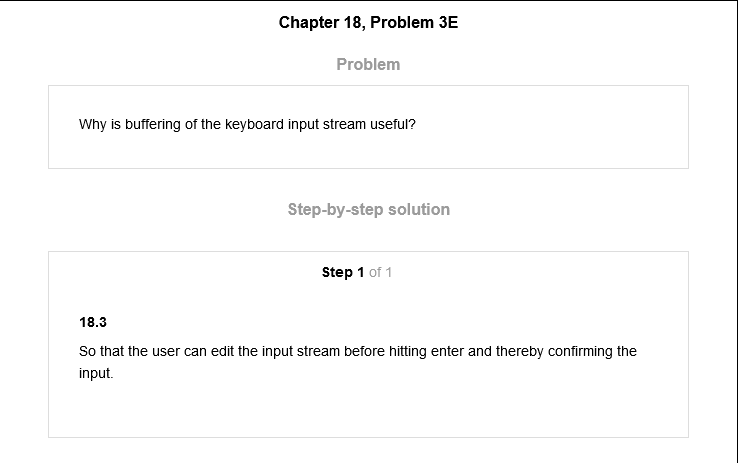 Chapter 18, Problem 3E
Problem
Why is buffering of the keyboard input stream useful?
Step-by-step solution
Step 1 of 1
18.3
So that the user can edit the input stream before hitting enter and thereby confirming the
input.